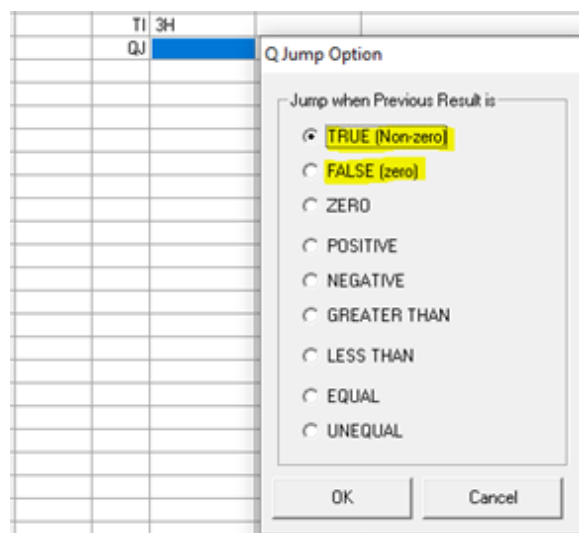 TI 3H
QJ
Q Jump Option
Jump when Previous Result is
TRUE (Non-zero)
FALSE (zero)
ZERO
POSITIVE
NEGATIVE
GREATER THAN
LESS THAN
EQUAL
UNEQUAL
OK Cancel